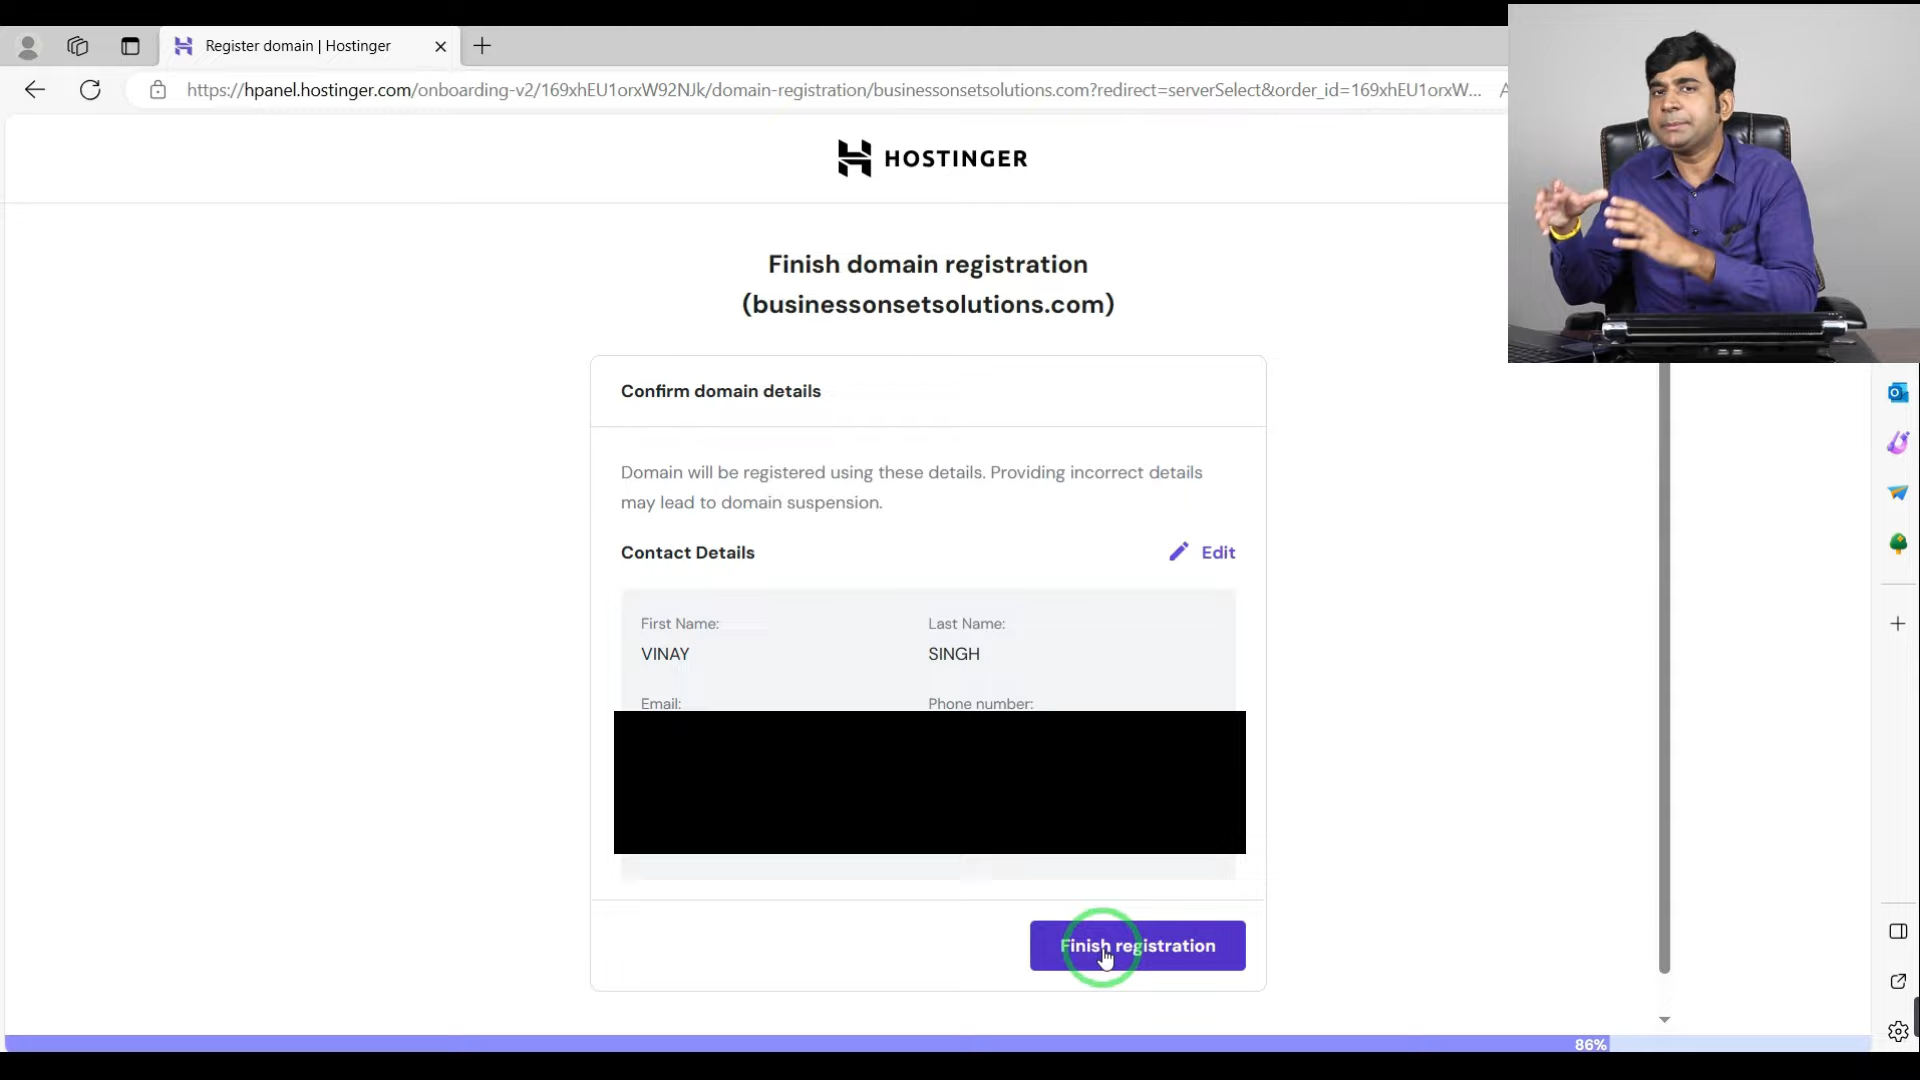 Register domain | Hostinger
https://hpanel.hostinger.com/onboarding-v2/169xhEU1orxW92NJk/domain-registration/businessonsetsolutions.com?redirect=serverSelect&order_id=169xhEU1orxW...
HOSTINGER
Finish domain registration
(businessonsetsolutions.com)
Confirm domain details
Domain will be registered using these details. Providing incorrect details
may lead to domain suspension.
Contact Details
Edit
First Name:
Last Name:
VINAY
SINGH
Email:
Phone number:
Finish registration
86%